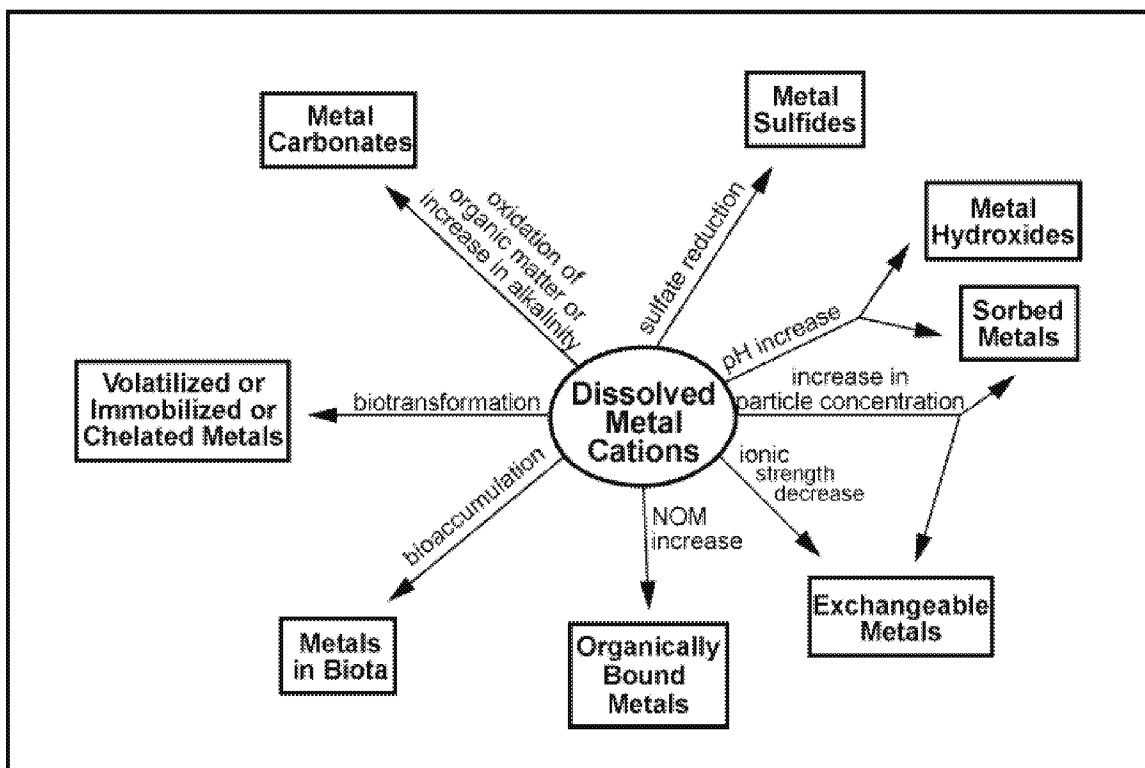 Metal
Carbonates
Metal
Sulfides
oxidation of
organic matter or
increase in alkalinity
sulfate reduction
Metal
Hydroxides
pH increase
Sorbed
Metals
Volatilized or
Immobilized or
Chelated Metals
biotransformation
Dissolved
Metal
Cations
increase in
particle concentration
ionic
strength
decrease
bioaccumulation
NOM
increase
Metals
in Biota
Organically
Bound
Metals
Exchangeable
Metals